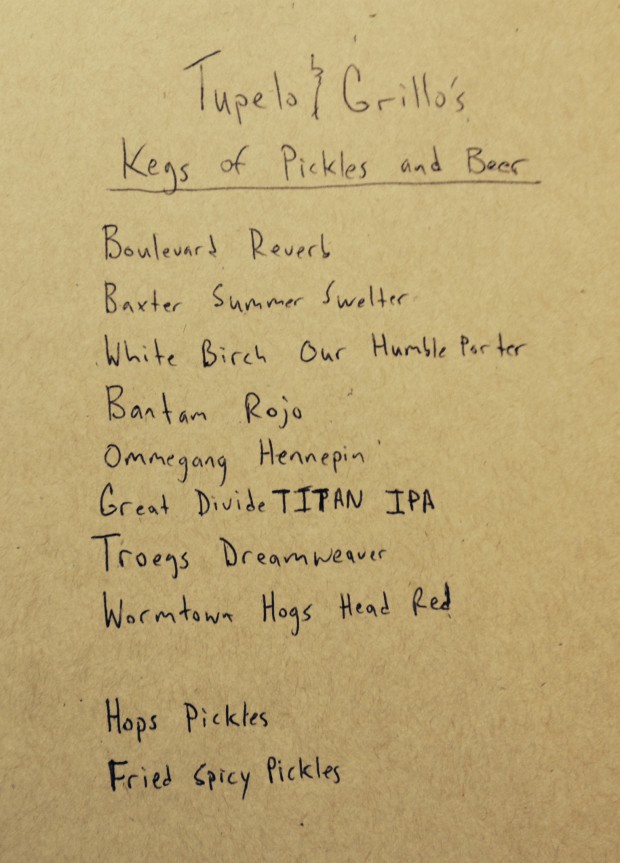 Tupelo & Grillo's
Kegs of Pickles and Beer
Boulevard Reverb
Baxter Summer Swelter
White Birch Our Humble Porter
Bantam Rojo
Ommegang Hennepin
Great Divide TITAN IPA
Troegs Dreamweaver
Wormtown Hogs Head Red
Hops Pickles
Fried Spicy Pickles